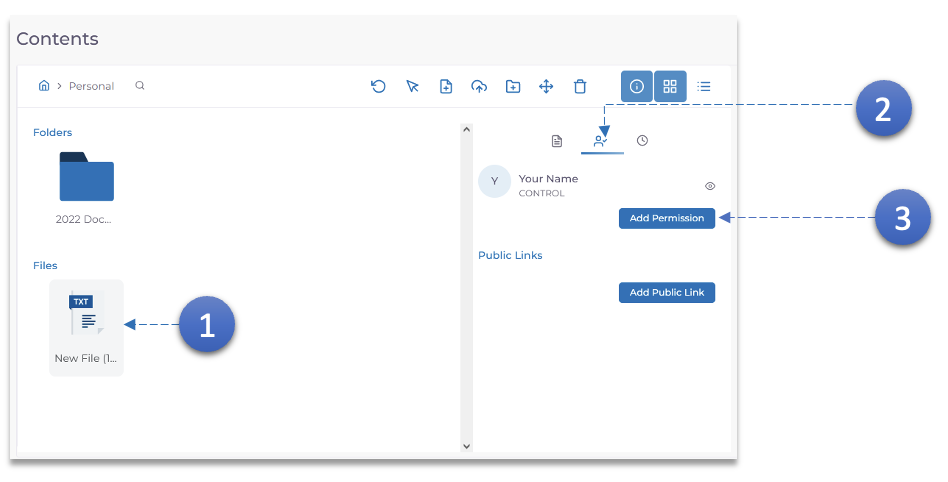 Contents
Personal
2
Folders
Y
Your Name
CONTROL
2022 Doc...
Add Permission
3
Public Links
Files
Add Public Link
TXT
1
New File (1...